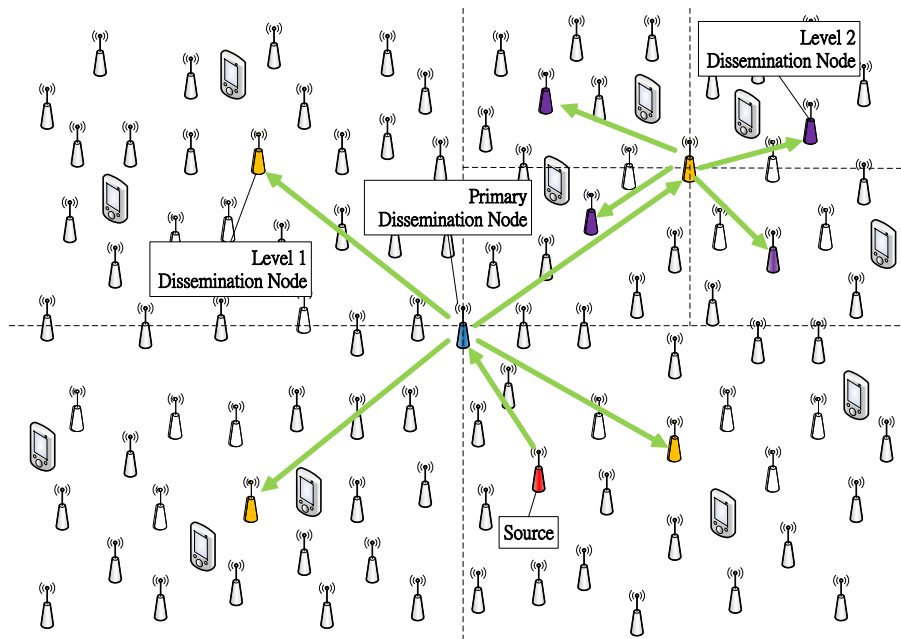 Level 2
Dissemination Node
Primary
Dissemination Node
Level 1
Dissemination Node
Source